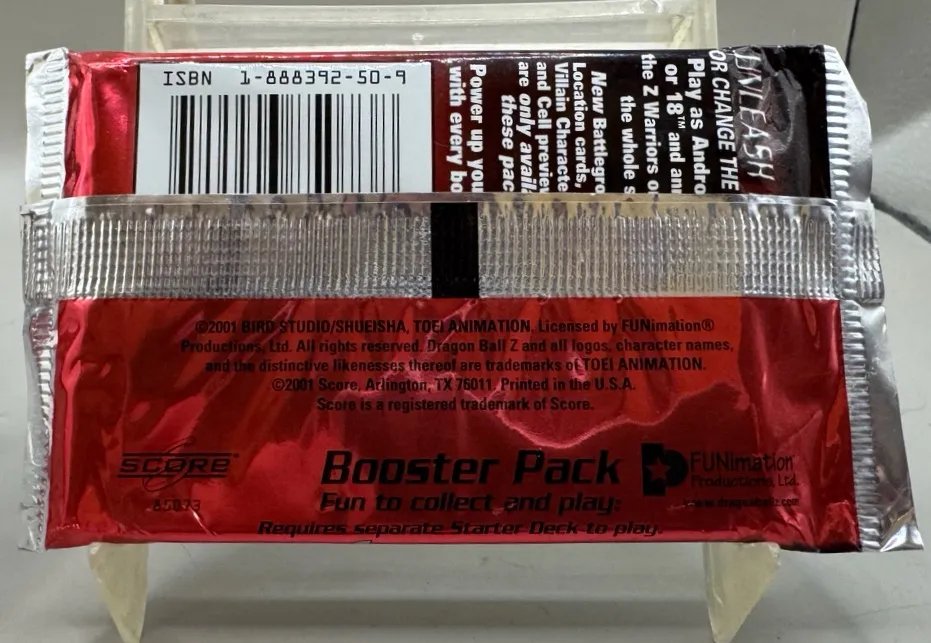 ISBN 1-888392-50-9
UNLEASH
OR CHANGE THE
Play as Andro
or 18™ and
the Z Warriors
the whole
New Battlegro
Location cards,
Villain Characte
and Cell previe
are only avail
these pac
Power up you
with every bo
©2001 BIRD STUDIO/SHUEISHA, TOEI ANIMATION. Licensed by FUNimation®
Productions, Ltd. All rights reserved. Dragon Ball Z and all logos, character names,
and the distinctive likenesses thereof are trademarks of TOEI ANIMATION.
©2001 Score, Arlington, TX 76011. Printed in the U.S.A.
Score is a registered trademark of Score.
SCORE®
85073
Booster Pack
Fun to collect and play:
Requires separate Starter Deck to play.
FUNimation®
Productions, Ltd.
www.dragonballz.com